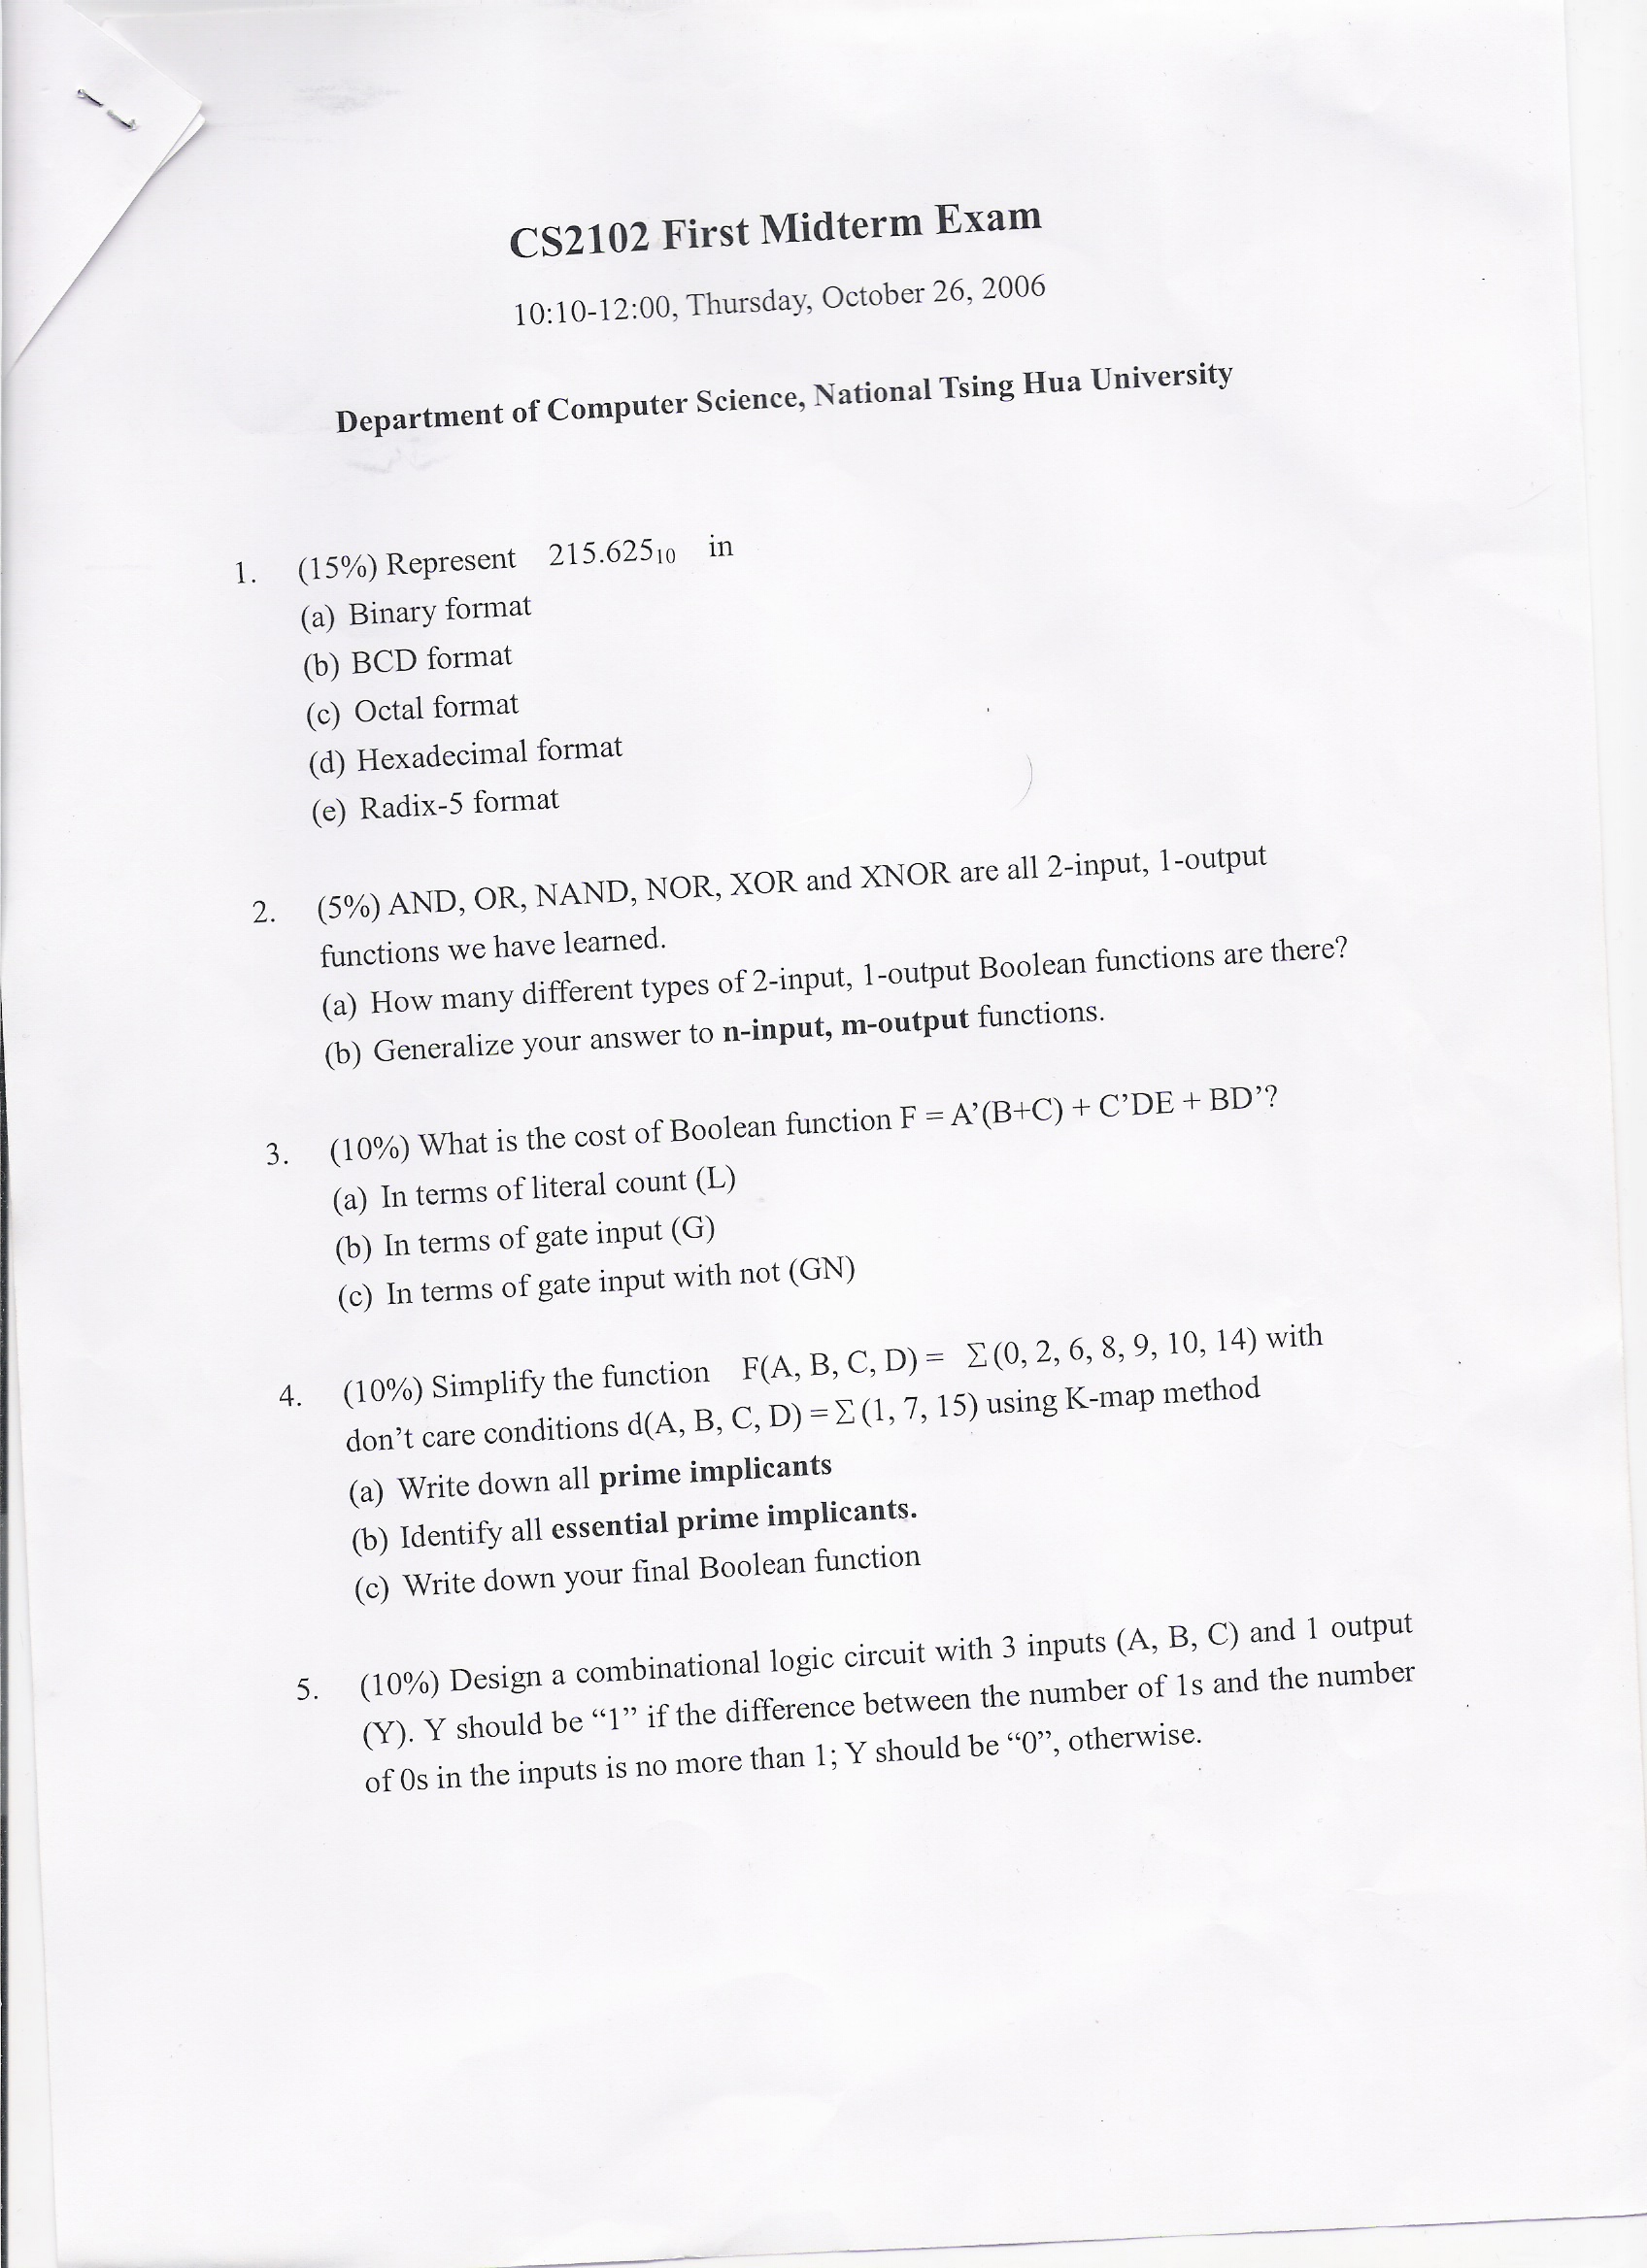 CS2102 First Midterm Exam
10:10-12:00, Thursday, October 26, 2006
Department of Computer Science, National Tsing Hua University
1. (15%) Represent 215.625₁₀ in
(a) Binary format
(b) BCD format
(c) Octal format
(d) Hexadecimal format
(e) Radix-5 format
2. (5%) AND, OR, NAND, NOR, XOR and XNOR are all 2-input, 1-output
functions we have learned.
(a) How many different types of 2-input, 1-output Boolean functions are there?
(b) Generalize your answer to n-input, m-output functions.
3. (10%) What is the cost of Boolean function F = A’(B+C) + C’DE + BD’?
(a) In terms of literal count (L)
(b) In terms of gate input (G)
(c) In terms of gate input with not (GN)
4. (10%) Simplify the function F(A, B, C, D) = Σ(0, 2, 6, 8, 9, 10, 14) with
don’t care conditions d(A, B, C, D) = Σ(1, 7, 15) using K-map method
(a) Write down all prime implicants
(b) Identify all essential prime implicants.
(c) Write down your final Boolean function
5. (10%) Design a combinational logic circuit with 3 inputs (A, B, C) and 1 output
(Y). Y should be “1” if the difference between the number of 1s and the number
of 0s in the inputs is no more than 1; Y should be “0”, otherwise.